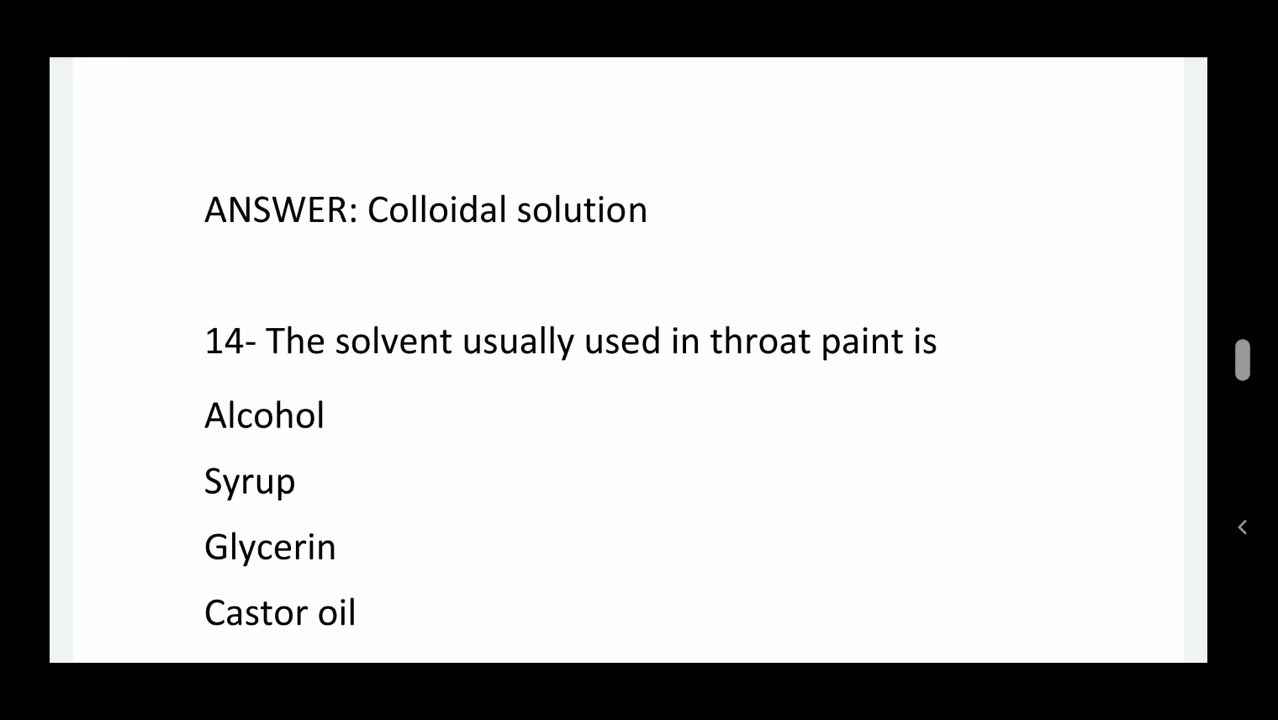 ANSWER: Colloidal solution
14- The solvent usually used in throat paint is
Alcohol
Syrup
Glycerin
Castor oil